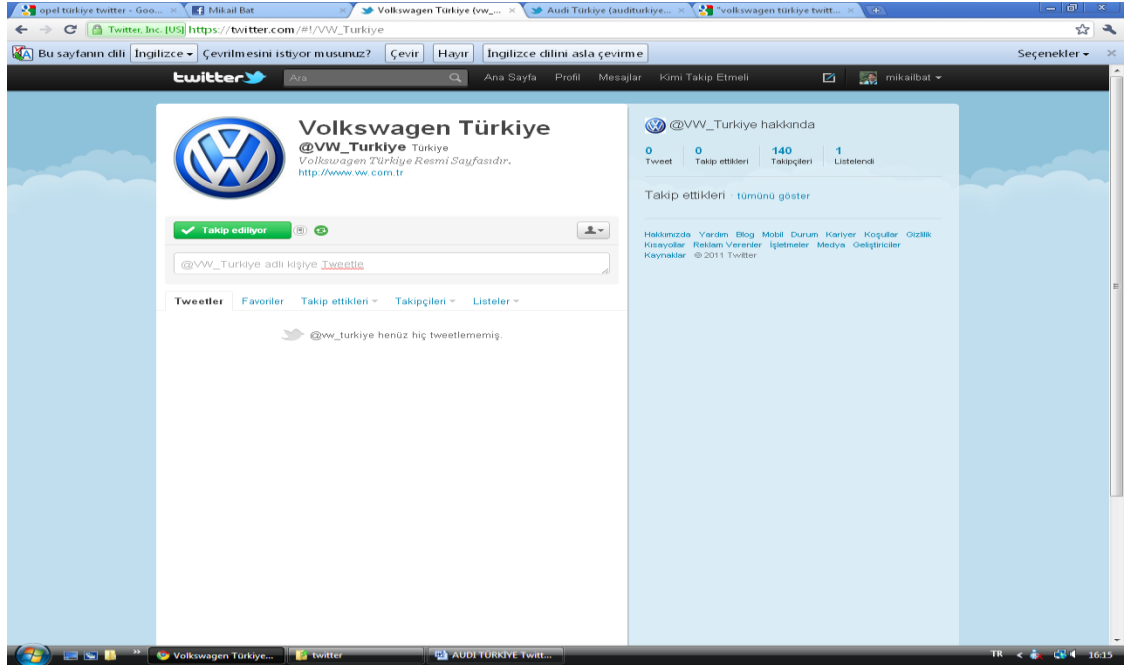 opel türkiye twitter - Goo...
Mikail Bat
Volkswagen Türkiye (vw_...
Audi Türkiye (auditurkiye...
"volkswagen türkiye twitt...
Twitter, Inc. [US] https://twitter.com/#!/VW_Turkiye
Bu sayfanın dili İngilizce Çevrilmesini istiyor musunuz? Çevir Hayır İngilizce dilini asla çevirme Seçenekler
twitter Ara Ana Sayfa Profil Mesajlar Kimi Takip Etmeli mikailbat
Volkswagen Türkiye
@VW_Turkiye Türkiye
Volkswagen Türkiye Resmi Sayfasıdır.
http://www.vw.com.tr
Takip ediliyor
@VW_Turkiye adlı kişiye Tweetle
Tweetler Favoriler Takip ettikleri Takipçileri Listeler
@vw_turkiye henüz hiç tweetlememiş.
@VW_Turkiye hakkında
0 0 140 1
Tweet Takip ettikleri Takipçileri Listelendi
Takip ettikleri · tümünü göster
Hakkımızda Yardım Blog Mobil Durum Kariyer Koşullar Gizlilik
Kısayollar Reklam Verenler İşletmeler Medya Geliştiriciler
Kaynaklar © 2011 Twitter
Volkswagen Türkiye...
twitter
AUDI TÜRKİYE Twitt...
TR
16:15